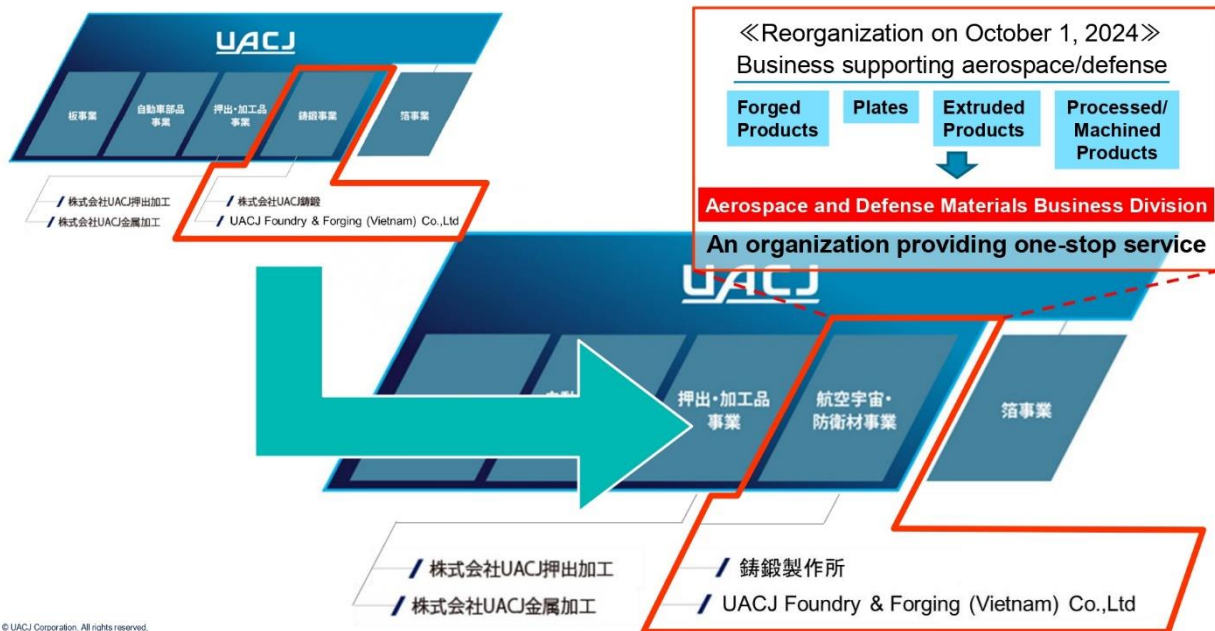 UACJ
板事業
自動車部品
事業
押出・加工品
事業
鋳鍛事業
箔事業
株式会社UACJ押出加工
株式会社UACJ金属加工
株式会社UACJ鋳鍛
UACJ Foundry & Forging (Vietnam) Co.,Ltd
≪Reorganization on October 1, 2024≫
Business supporting aerospace/defense
Forged
Products
Plates
Extruded
Products
Processed/
Machined
Products
Aerospace and Defense Materials Business Division
An organization providing one-stop service
UACJ
押出・加工品
事業
航空宇宙・
防衛材事業
箔事業
株式会社UACJ押出加工
株式会社UACJ金属加工
鋳鍛製作所
UACJ Foundry & Forging (Vietnam) Co.,Ltd
© UACJ Corporation. All rights reserved.